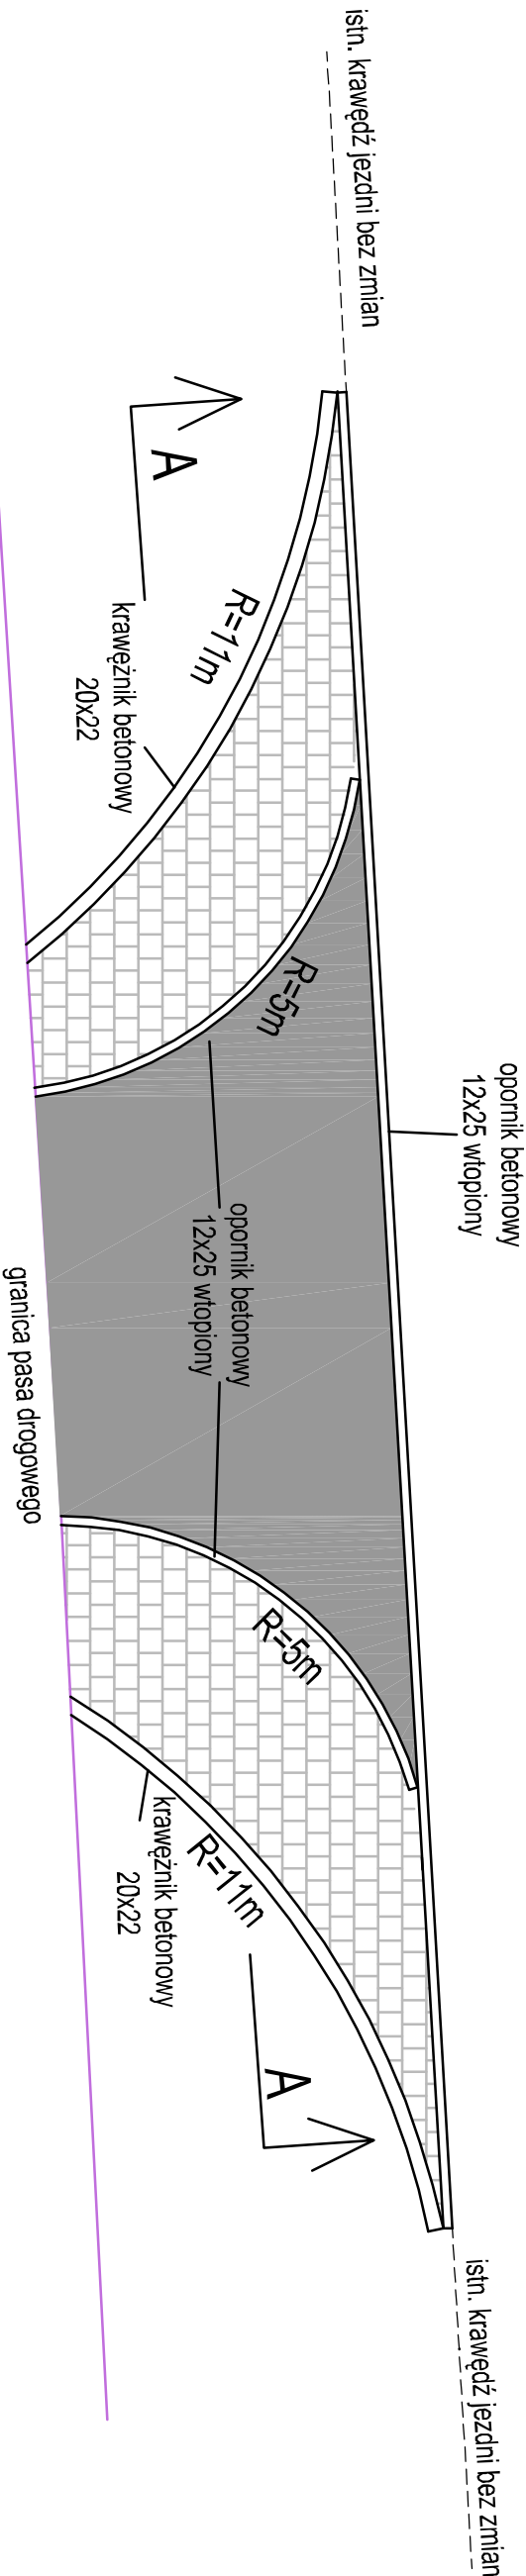 istn. krawędź jezdni bez zmian
A
R=11m
krawężnik betonowy
20x22
R=5m
opornik betonowy
12x25 wtopiony
opornik betonowy
12x25 wtopiony
granica pasa drogowego
R=5m
R=11m
krawężnik betonowy
20x22
A
istn. krawędź jezdni bez zmian